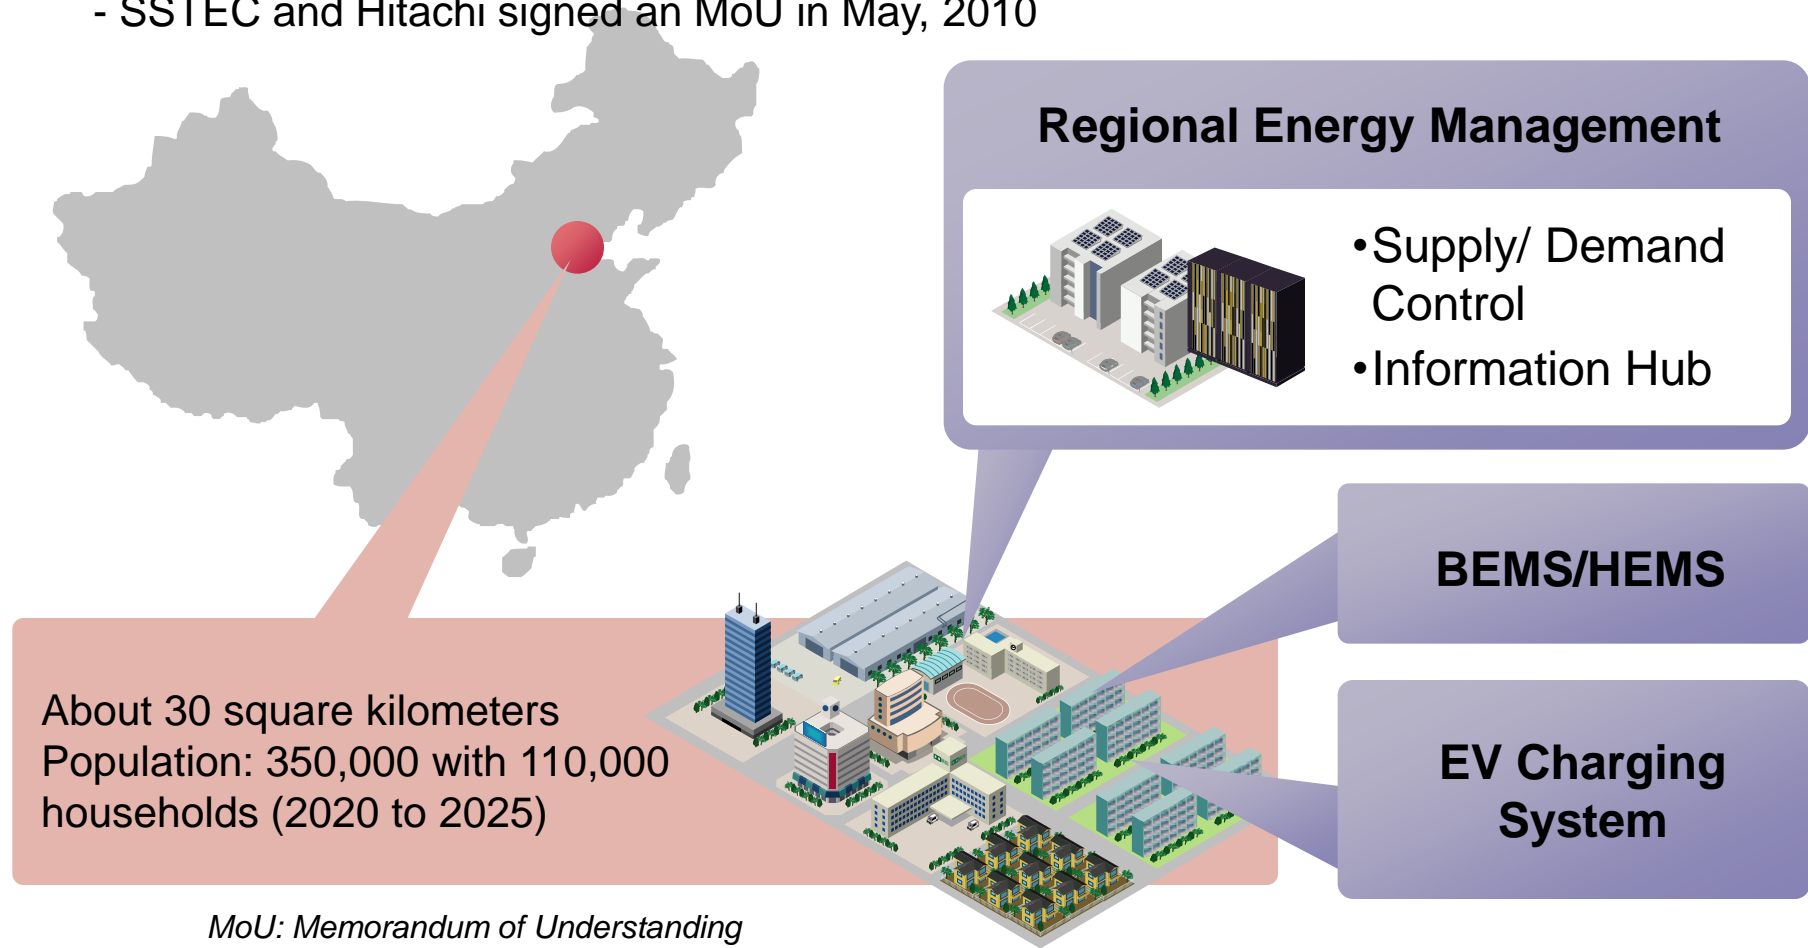 - SSTEC and Hitachi signed an MoU in May, 2010
Regional Energy Management
•Supply/ Demand
Control
•Information Hub
BEMS/HEMS
EV Charging
System
About 30 square kilometers
Population: 350,000 with 110,000
households (2020 to 2025)
MoU: Memorandum of Understanding